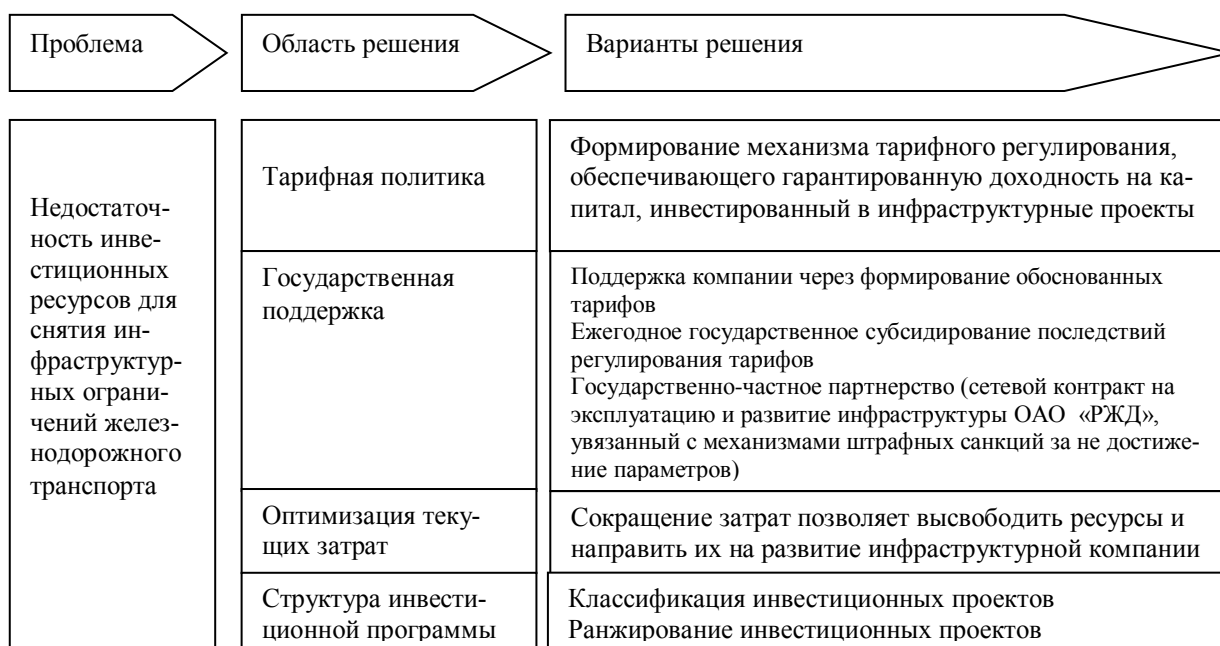 Проблема
Область решения
Варианты решения
Недостаточ-
ность инве-
стиционных
ресурсов для
снятия ин-
фраструктур-
ных ограни-
чений желез-
нодорожного
транспорта
Тарифная политика
Формирование механизма тарифного регулирования,
обеспечивающего гарантированную доходность на ка-
питал, инвестированный в инфраструктурные проекты
Государственная
поддержка
Поддержка компании через формирование обоснованных
тарифов
Ежегодное государственное субсидирование последствий
регулирования тарифов
Государственно-частное партнерство (сетевой контракт на
эксплуатацию и развитие инфраструктуры ОАО «РЖД»,
увязанный с механизмами штрафных санкций за не достиже-
ние параметров)
Оптимизация теку-
щих затрат
Сокращение затрат позволяет высвободить ресурсы и
направить их на развитие инфраструктурной компании
Структура инвести-
ционной программы
Классификация инвестиционных проектов
Ранжирование инвестиционных проектов